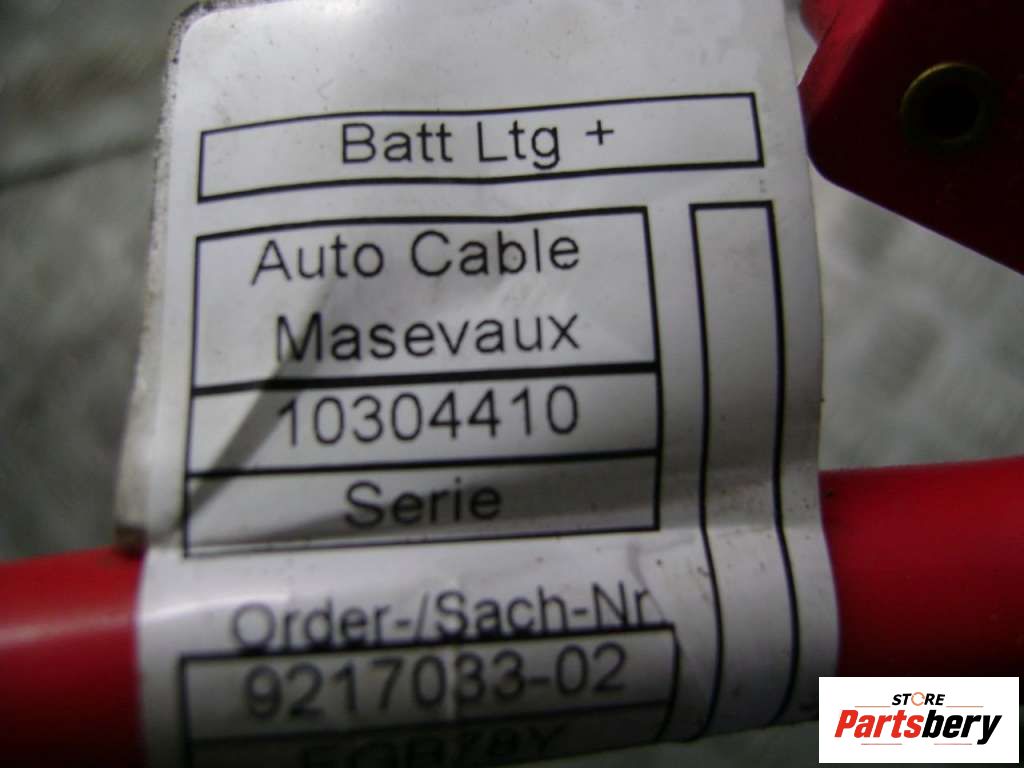 Batt Ltg +
Auto Cable
Masevaux
10304410
Serie
Order-/Sach-Nr
9217033-02
STORE
Partsbery